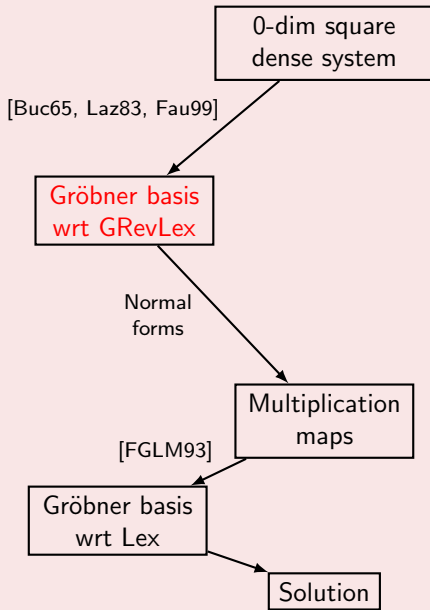 0-dim square
dense system
[Buc65, Laz83, Fau99]
Gröbner basis
wrt GRevLex
Normal
forms
Multiplication
maps
[FGLM93]
Gröbner basis
wrt Lex
Solution